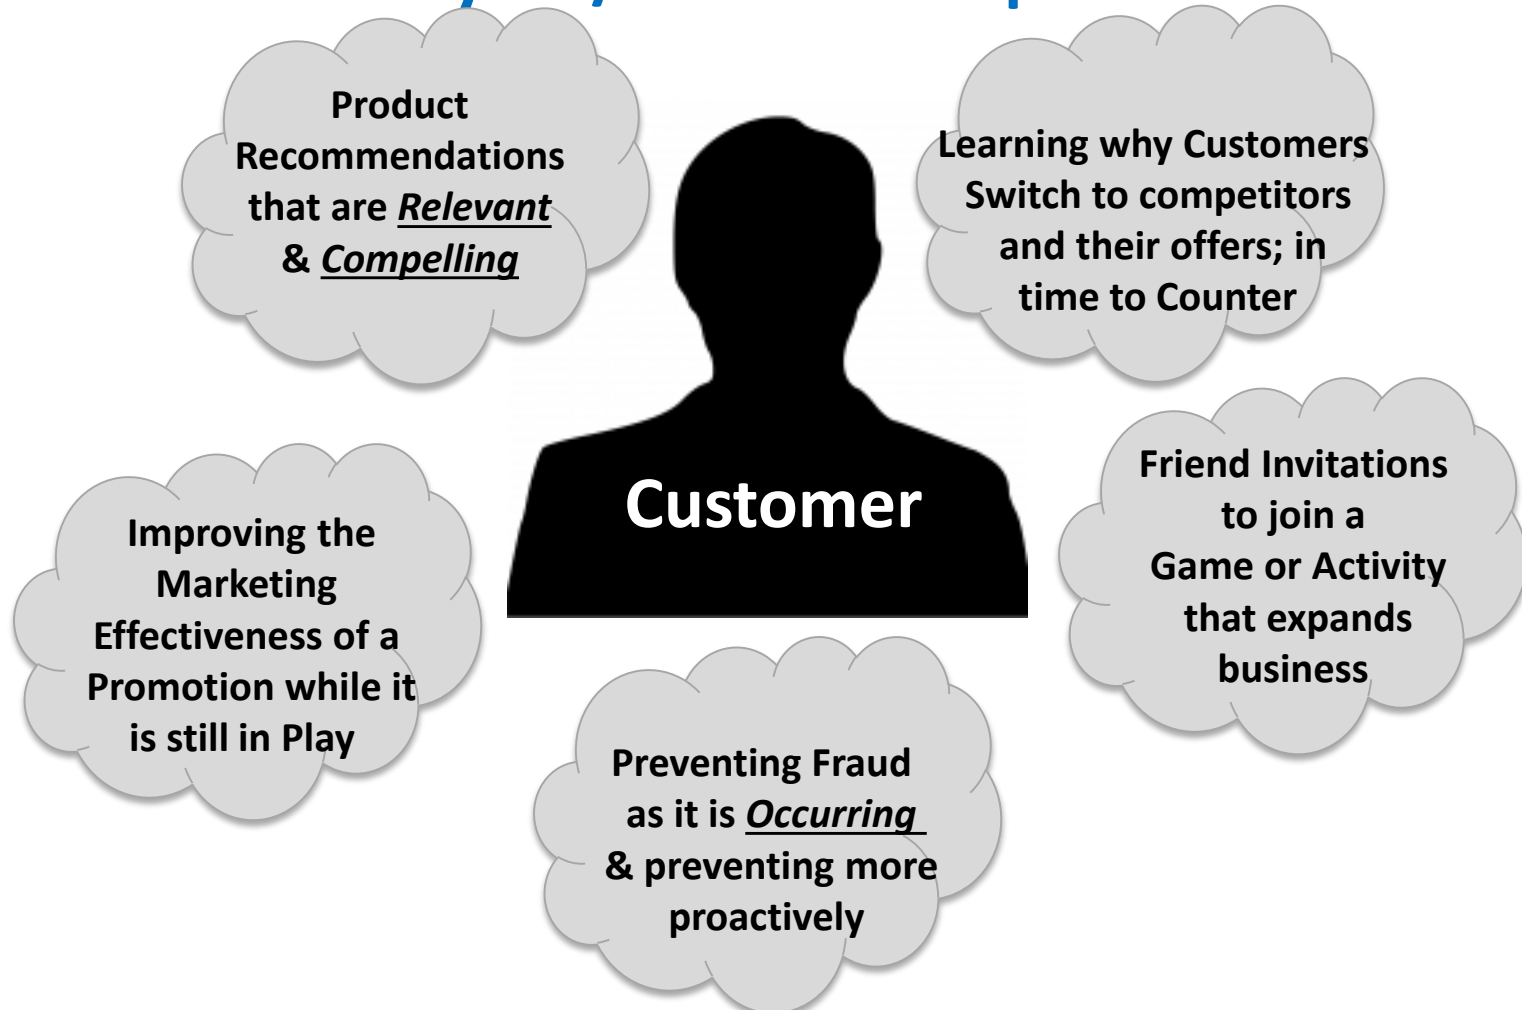 Product
Recommendations
that are Relevant
& Compelling
Learning why Customers
Switch to competitors
and their offers; in
time to Counter
Customer
Friend Invitations
to join a
Game or Activity
that expands
business
Improving the
Marketing
Effectiveness of a
Promotion while it
is still in Play
Preventing Fraud
as it is Occurring
& preventing more
proactively